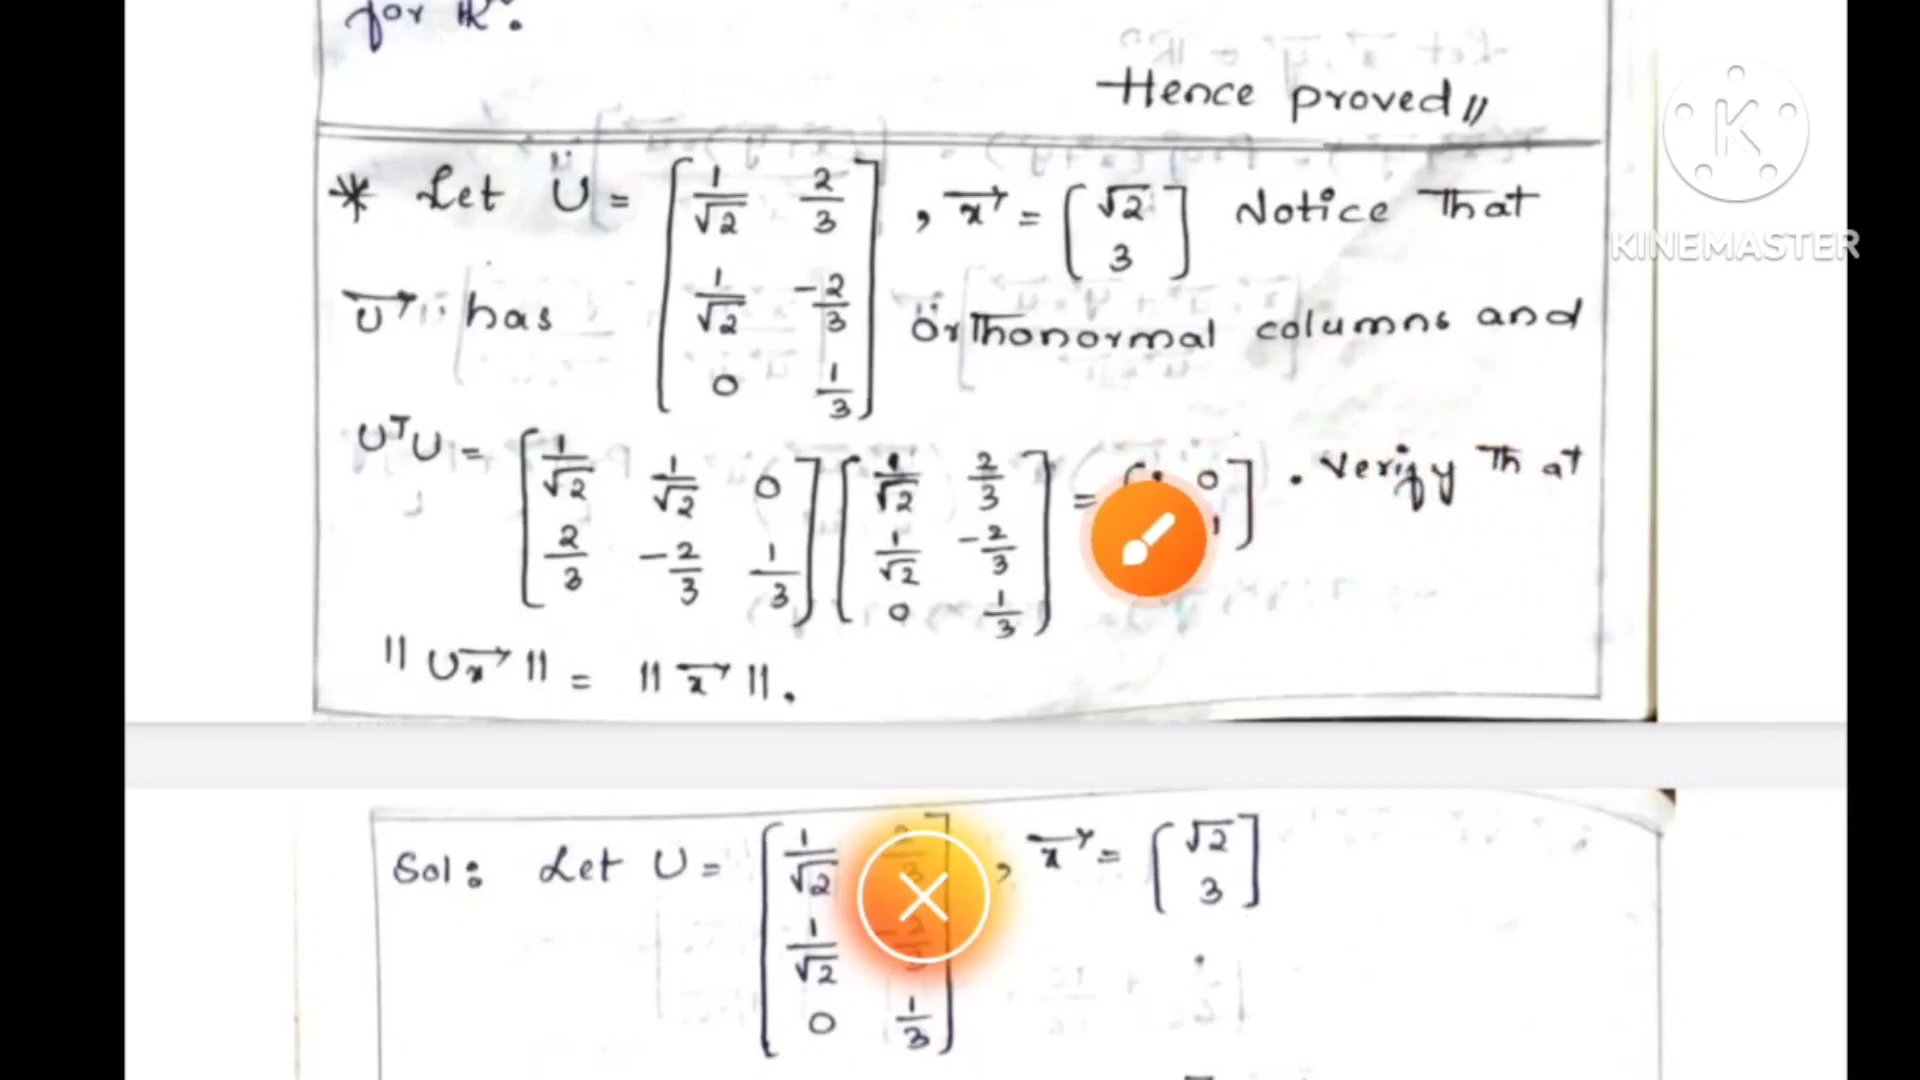 for ℝⁿ.
Hence proved //
KINEMASTER
* Let U = [1/√2 2/3; 1/√2 -2/3; 0 1/3], x⃗ = [√2; 3] Notice That
U⃗ has orthonormal columns and
UᵀU = [1/√2 1/√2 0; 2/3 -2/3 1/3] [1/√2 2/3; 1/√2 -2/3; 0 1/3] = [ 0; 1]. Verify That
||Ux⃗|| = ||x⃗||.
Sol: Let U = [1/√2; 1/√2; 0 1/3], x⃗ = [√2; 3]